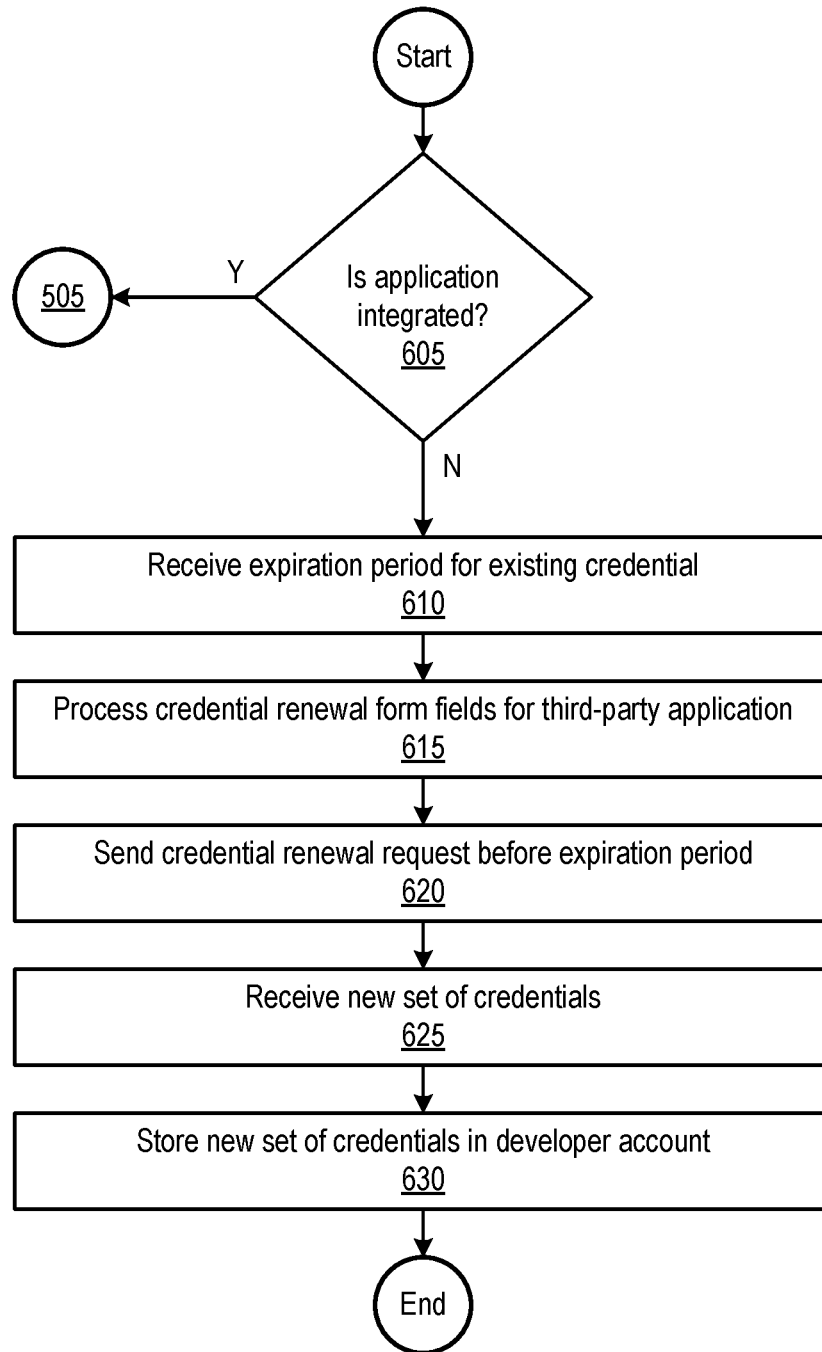 Start
Y
505
Is application
integrated?
605
N
Receive expiration period for existing credential
610
Process credential renewal form fields for third-party application
615
Send credential renewal request before expiration period
620
Receive new set of credentials
625
Store new set of credentials in developer account
630
End